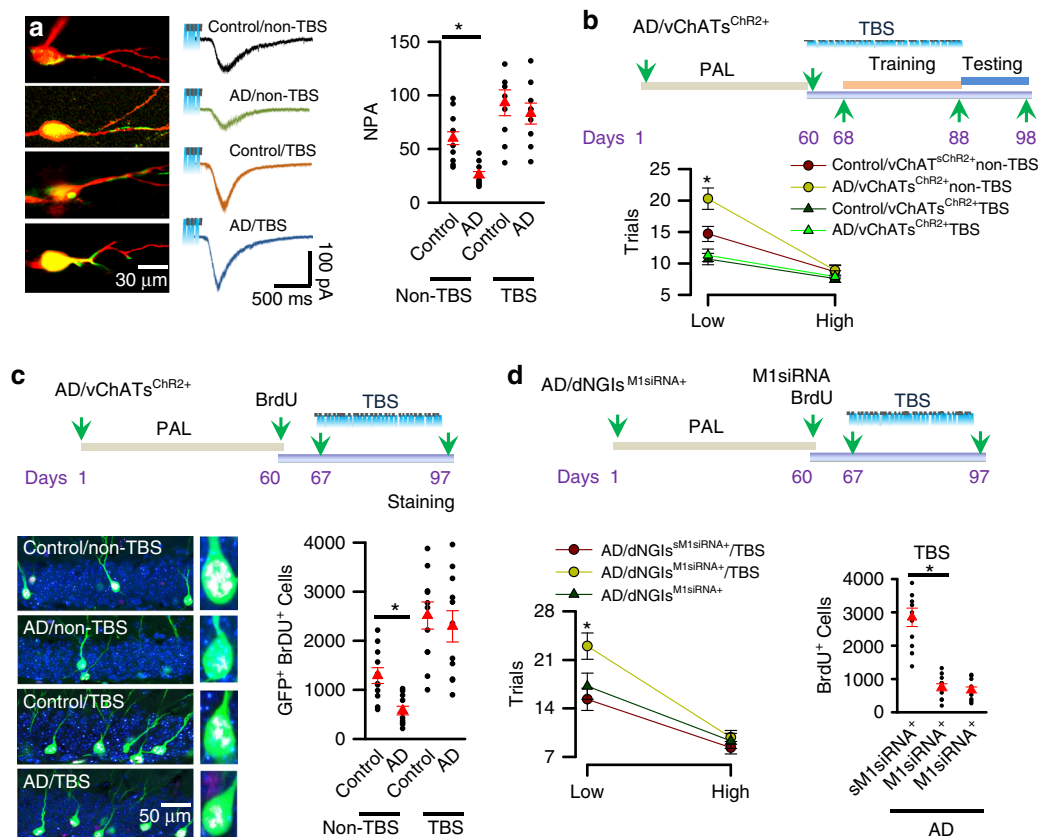 a
Control/non-TBS
AD/non-TBS
Control/TBS
AD/TBS
30 µm
500 ms
100 pA
NPA
150
100
50
0
*
Control
AD
Control
AD
Non-TBS
TBS
b
AD/vChATs^ChR2+
TBS
Training
Testing
PAL
Days 1
60
68
88
98
Control/vChAT^sChR2+non-TBS
AD/vChATs^ChR2+non-TBS
Control/vChATs^ChR2+TBS
AD/vChATs^ChR2+TBS
Trials
25
20
15
10
5
*
Low
High
c
AD/vChATs^ChR2+
BrdU
TBS
PAL
Days 1
60
67
97
Staining
Control/non-TBS
AD/non-TBS
Control/TBS
AD/TBS
50 µm
GFP+ BrDU+ Cells
4000
3000
2000
1000
0
*
Control
AD
Control
AD
Non-TBS
TBS
d
AD/dNGIs^M1siRNA+
M1siRNA
BrdU
TBS
PAL
Days 1
60
67
97
AD/dNGIs^sM1siRNA+/TBS
AD/dNGIs^M1siRNA+/TBS
AD/dNGIs^M1siRNA+
Trials
28
21
14
7
*
Low
High
TBS
*
BrdU+ Cells
4000
3000
2000
1000
0
sM1siRNA×
M1siRNA×
M1siRNA×
AD